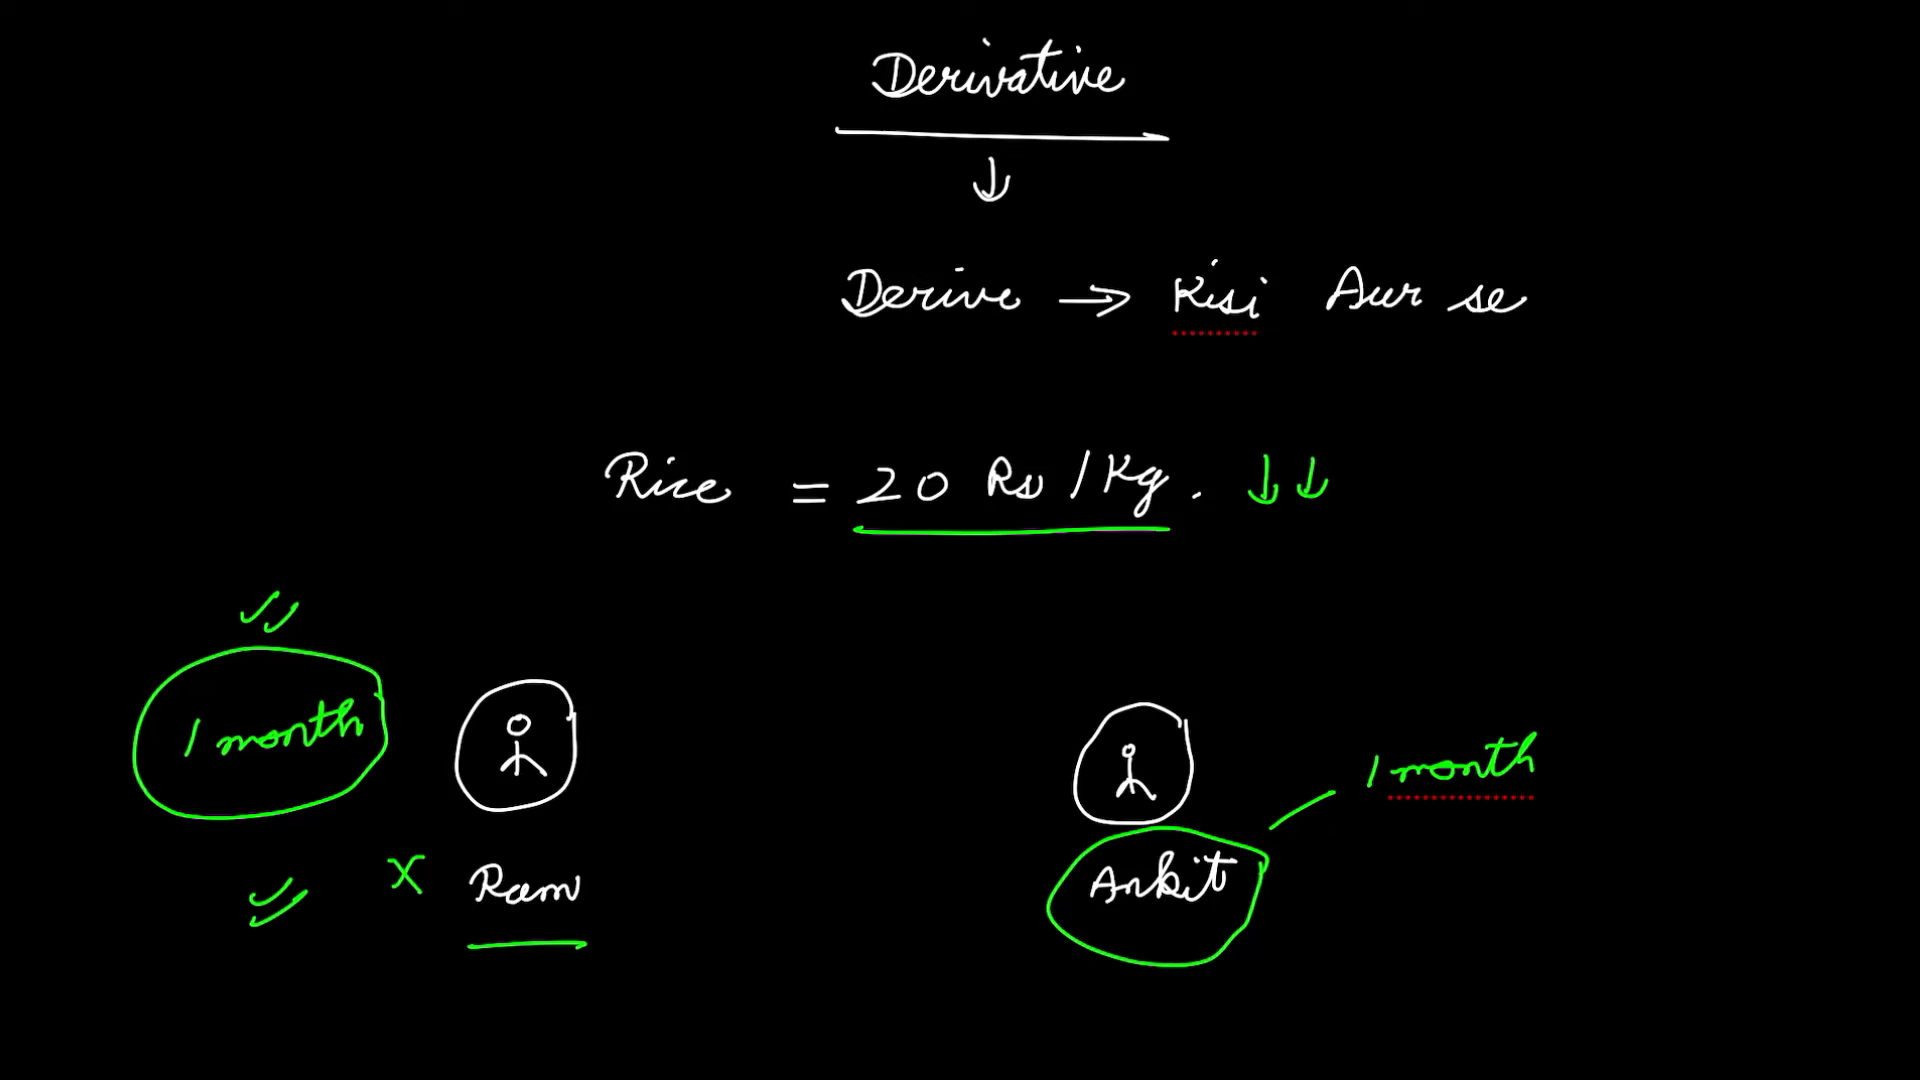 Derivative
↓
Derive → Kisi Aur se
Rice = 20 Rs/Kg. ↓↓
1 month
1 month
X Ram
Ankit